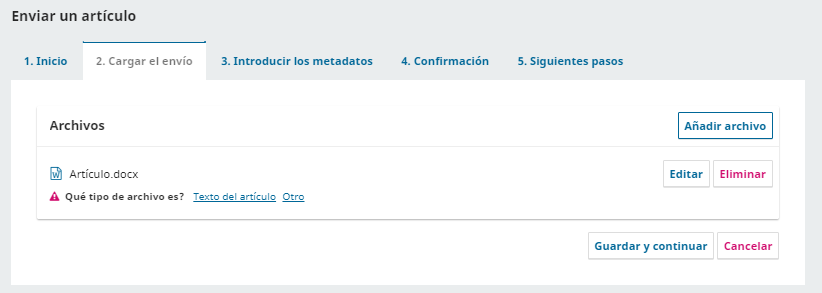 Enviar un artículo
1. Inicio 2. Cargar el envío 3. Introducir los metadatos 4. Confirmación 5. Siguientes pasos
Archivos Añadir archivo
Artículo.docx Editar Eliminar
Qué tipo de archivo es? Texto del artículo Otro
Guardar y continuar Cancelar